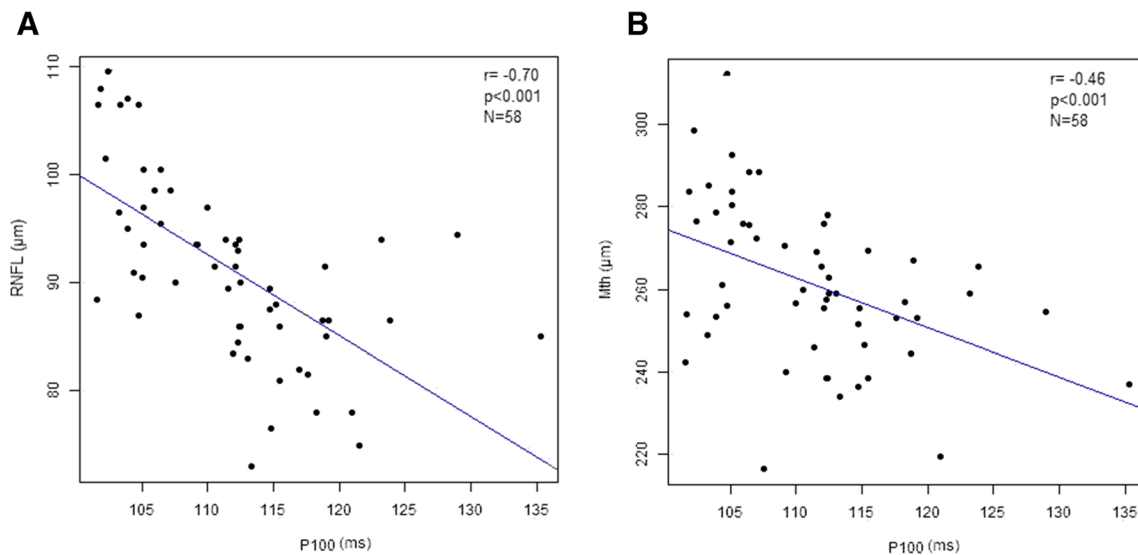 A
r= -0.70
p<0.001
N=58
RNFL (µm)
110
100
90
80
105 110 115 120 125 130 135
P100 (ms)
B
r= -0.46
p<0.001
N=58
Mth (µm)
300
280
260
240
220
105 110 115 120 125 130 135
P100 (ms)